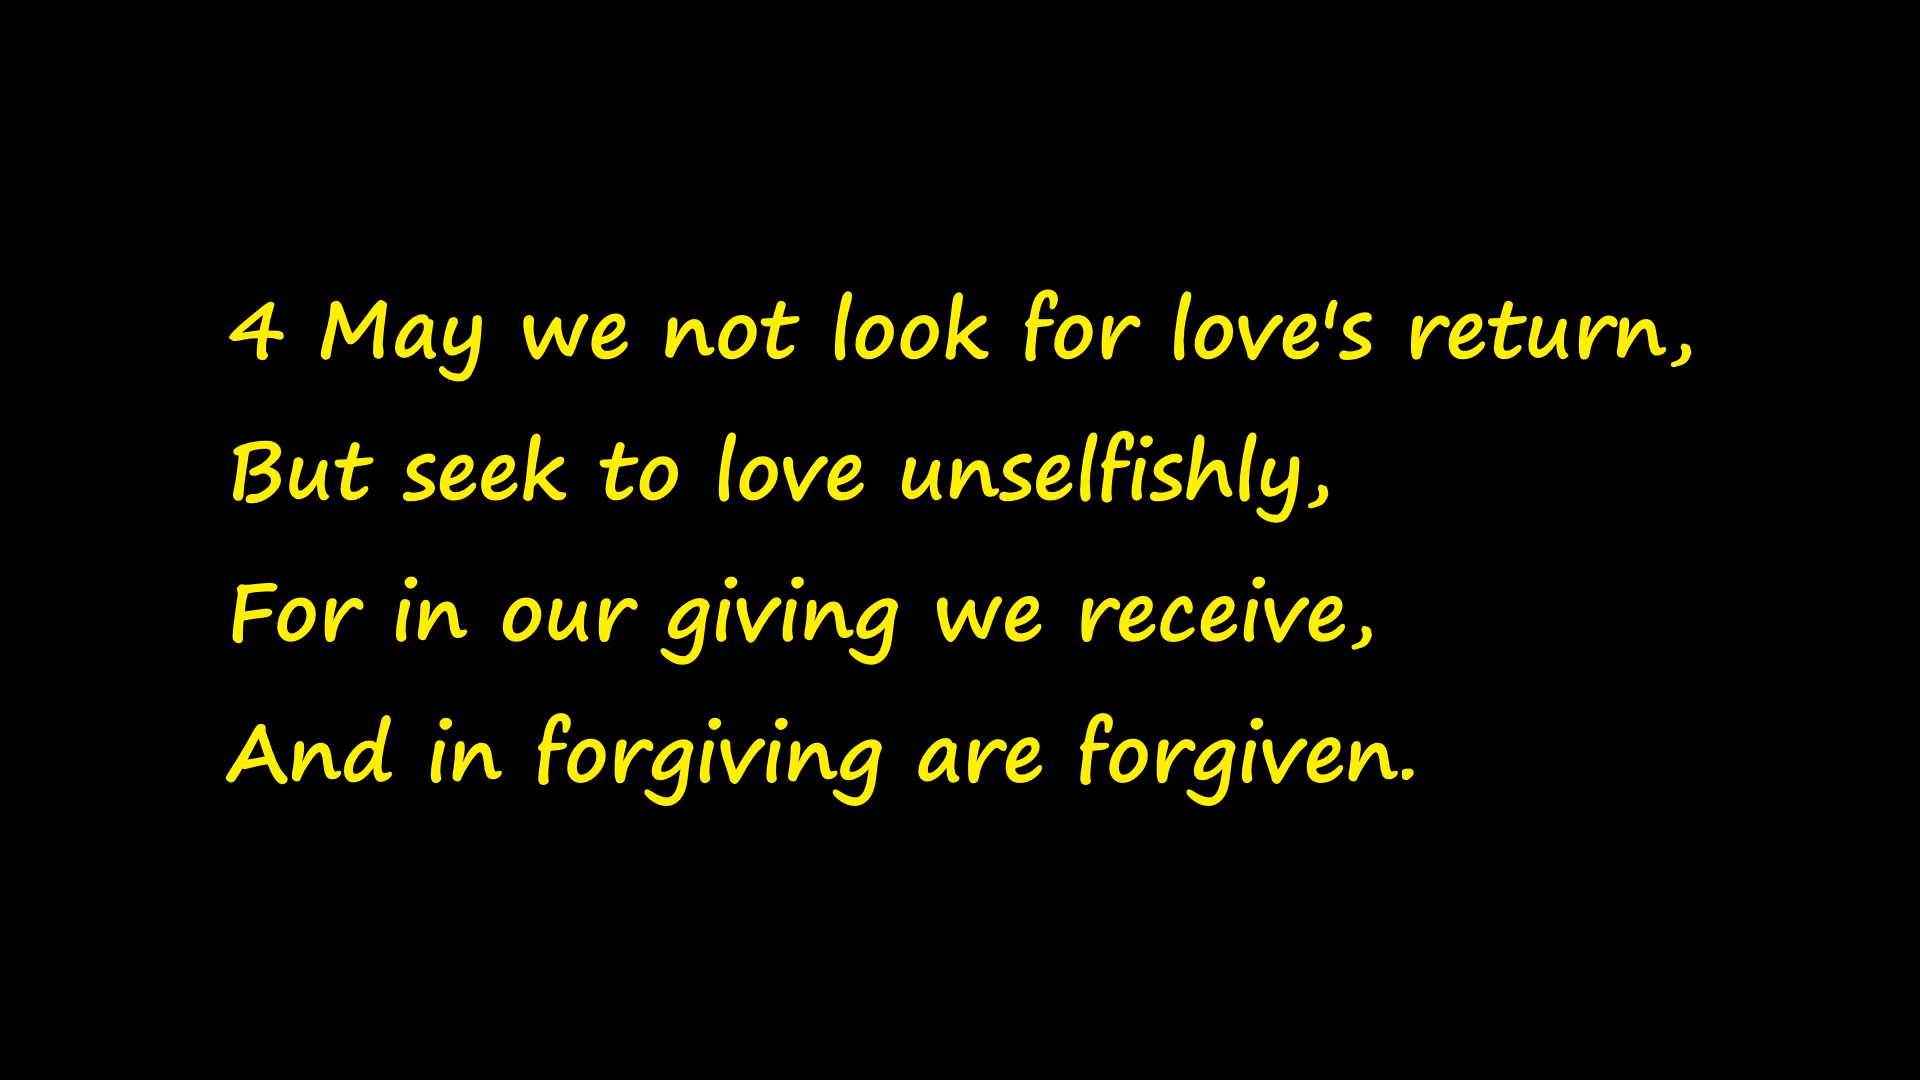 4 May we not look for love's return,
But seek to love unselfishly,
For in our giving we receive,
And in forgiving are forgiven.